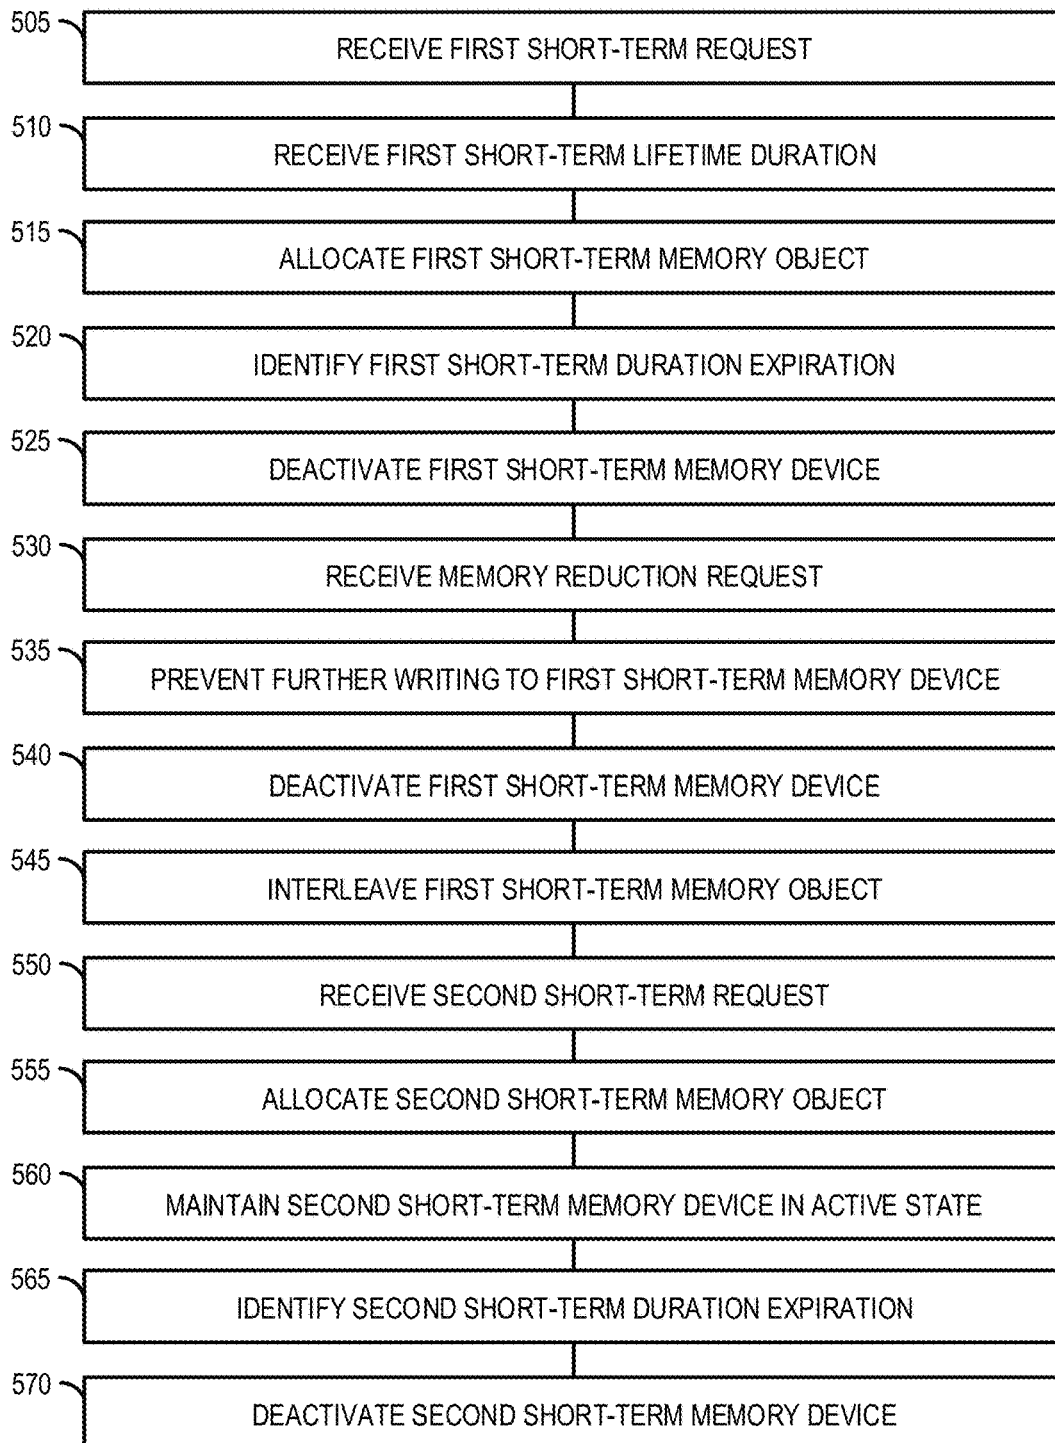 505
RECEIVE FIRST SHORT-TERM REQUEST
510
RECEIVE FIRST SHORT-TERM LIFETIME DURATION
515
ALLOCATE FIRST SHORT-TERM MEMORY OBJECT
520
IDENTIFY FIRST SHORT-TERM DURATION EXPIRATION
525
DEACTIVATE FIRST SHORT-TERM MEMORY DEVICE
530
RECEIVE MEMORY REDUCTION REQUEST
535
PREVENT FURTHER WRITING TO FIRST SHORT-TERM MEMORY DEVICE
540
DEACTIVATE FIRST SHORT-TERM MEMORY DEVICE
545
INTERLEAVE FIRST SHORT-TERM MEMORY OBJECT
550
RECEIVE SECOND SHORT-TERM REQUEST
555
ALLOCATE SECOND SHORT-TERM MEMORY OBJECT
560
MAINTAIN SECOND SHORT-TERM MEMORY DEVICE IN ACTIVE STATE
565
IDENTIFY SECOND SHORT-TERM DURATION EXPIRATION
570
DEACTIVATE SECOND SHORT-TERM MEMORY DEVICE